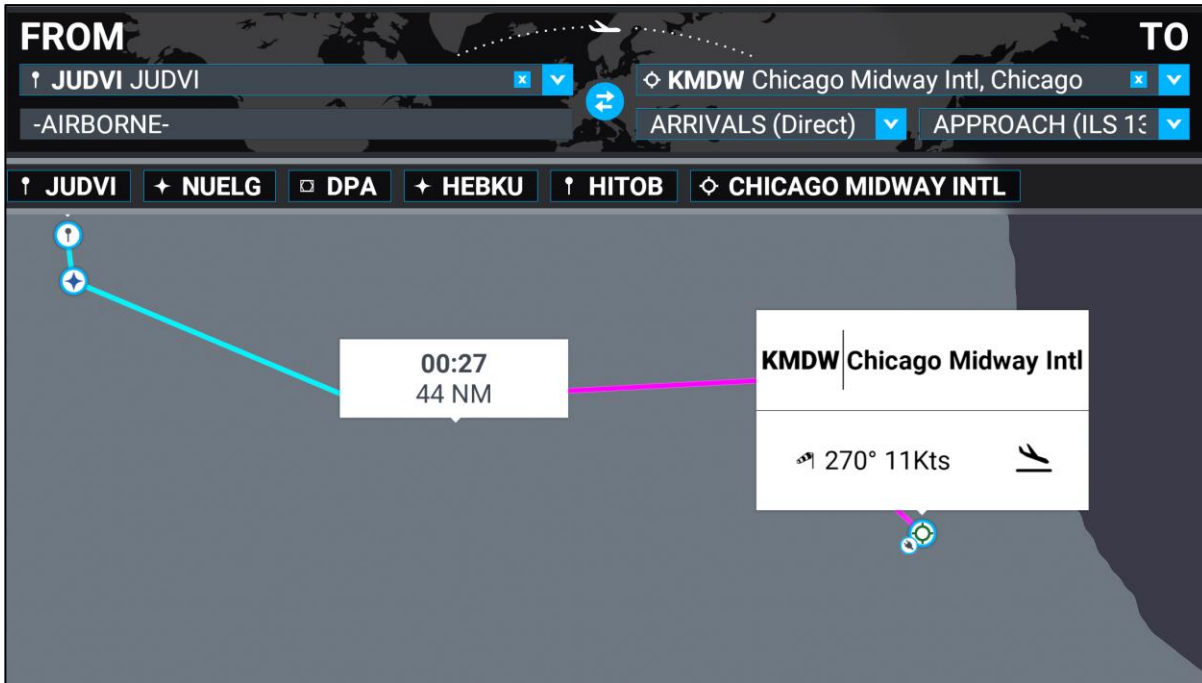 FROM
TO
JUDVI JUDVI
KMDW Chicago Midway Intl, Chicago
-AIRBORNE-
ARRIVALS (Direct)
APPROACH (ILS 13
JUDVI
NUELG
DPA
HEBKU
HITOB
CHICAGO MIDWAY INTL
00:27
44 NM
KMDW Chicago Midway Intl
270° 11Kts